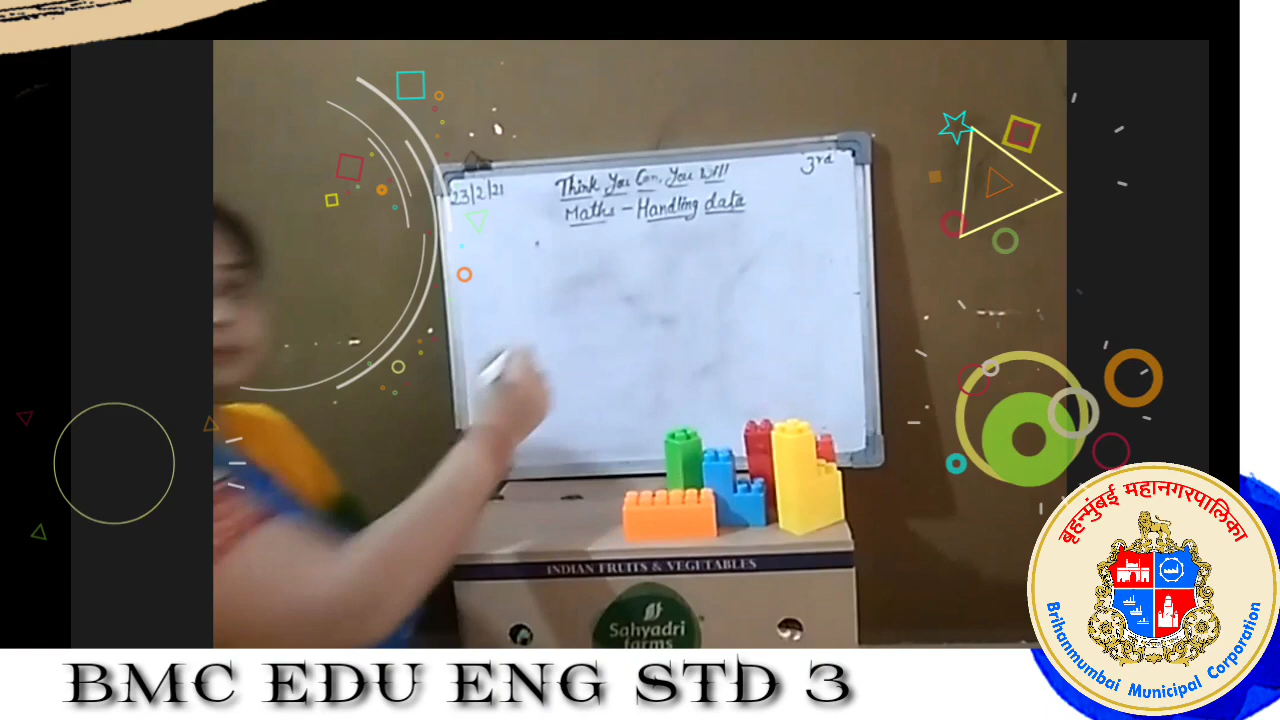 23/2/21
Think You Can, You Will
3rd
Maths - Handling data
INDIAN FRUITS & VEGETABLES
Sahyadri
farms
बृहन्मुंबई महानगरपालिका
Brihanmumbai Municipal Corporation
BMC EDU ENG STD 3